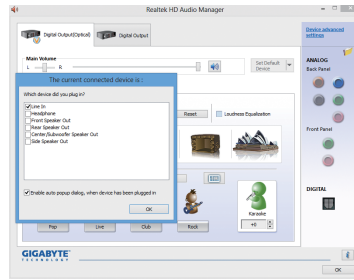 Realtek HD Audio Manager
Digital Output(Optical)
Digital Output
Device advanced
settings
Main Volume
L
R
Set Default
Device
ANALOG
Back Panel
The current connected device is :
Which device did you plug in?
Line In
Headphone
Front Speaker Out
Rear Speaker Out
Center/Subwoofer Speaker Out
Side Speaker Out
Reset
Loudness Equalization
Front Panel
Enable auto popup dialog, when device has been plugged in
OK
DIGITAL
Karaoke
Pop
Live
Club
Rock
+0
GIGABYTE
TECHNOLOGY
OK